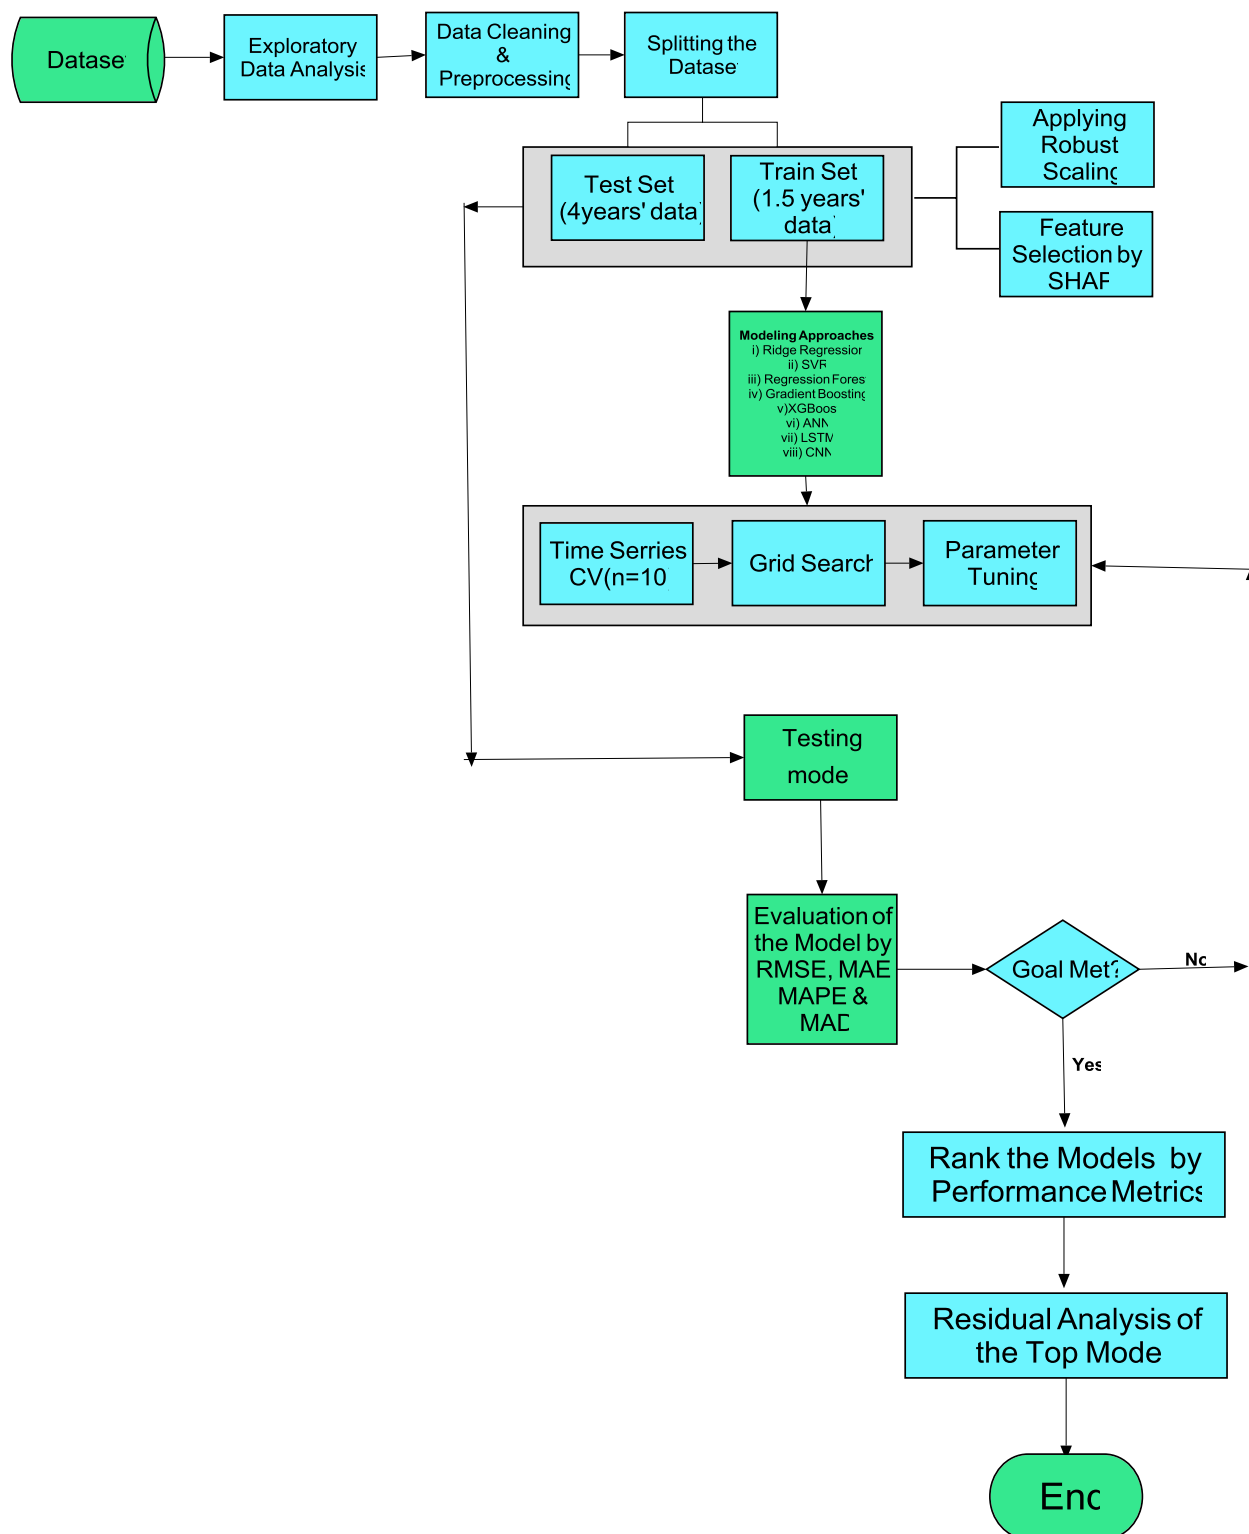 Datase
Exploratory
Data Analysis
Data Cleaning
&
Preprocessing
Splitting the
Datase
Applying
Robust
Scaling
Test Set
(4years' data)
Train Set
(1.5 years'
data)
Feature
Selection by
SHAP
Modeling Approaches
i) Ridge Regression
ii) SVR
iii) Regression Fores
iv) Gradient Boosting
v)XGBoos
vi) ANN
vii) LSTM
viii) CNN
Time Serries
CV(n=10
Grid Search
Parameter
Tuning
Testing
mode
Evaluation of
the Model by
RMSE, MAE
MAPE &
MAD
Goal Met?
No
Yes
Rank the Models by
Performance Metrics
Residual Analysis of
the Top Mode
End